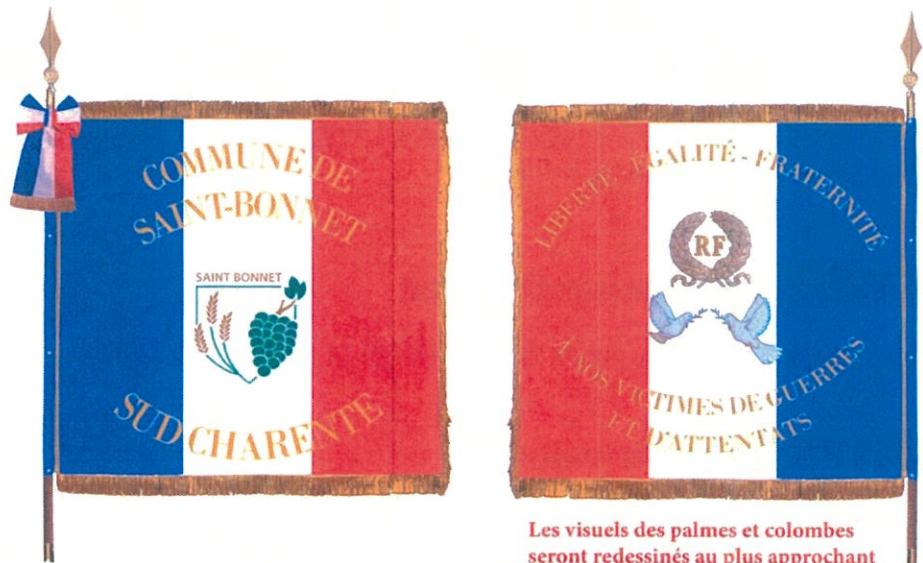 COMMUNE DE
SAINT-BONNET
SAINT BONNET
SUD CHARENTE
LIBERTÉ - ÉGALITÉ - FRATERNITÉ
RF
A NOS VICTIMES DE GUERRES
ET D'ATTENTATS
Les visuels des palmes et colombes
seront redessinés au plus approchant